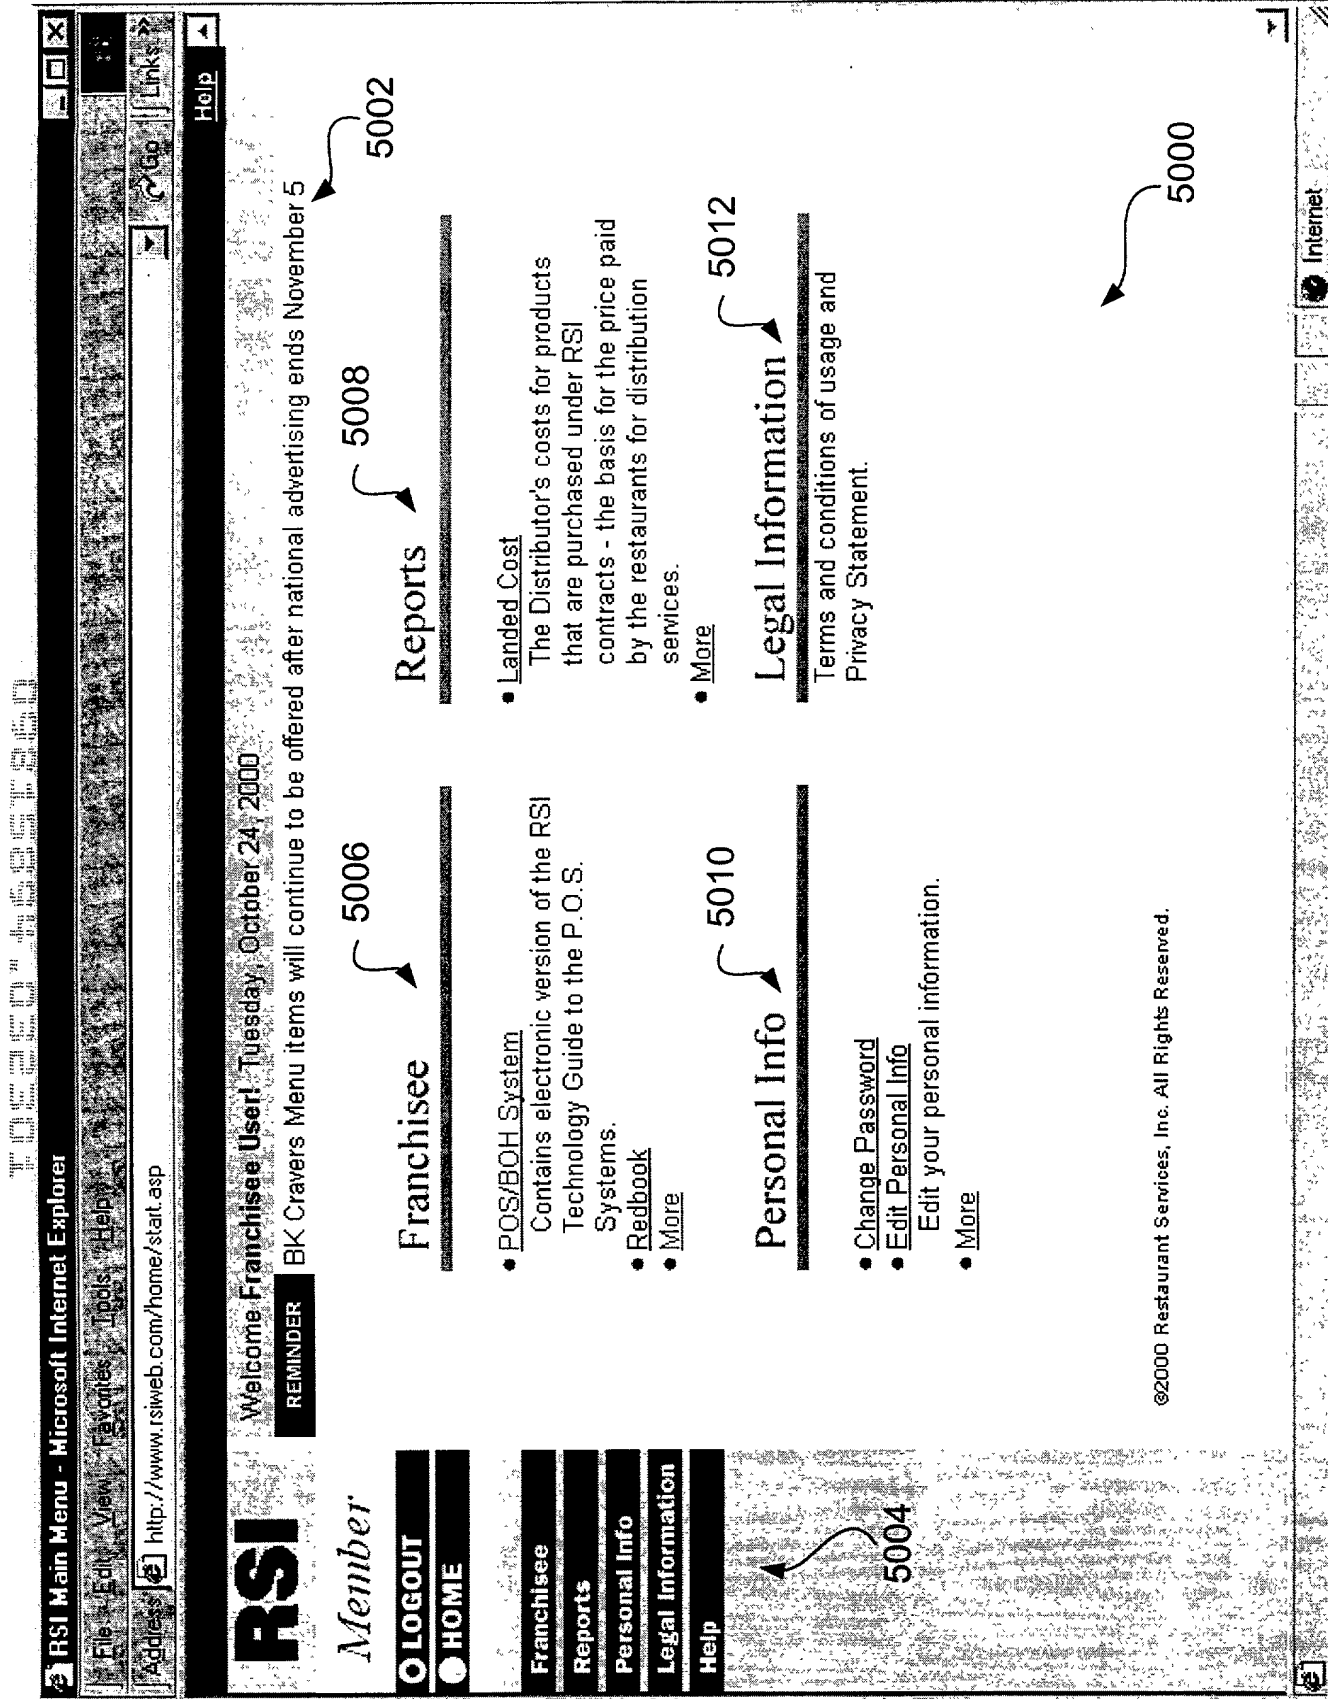 RSI Main Menu - Microsoft Internet Explorer
File Edit View Favorites Tools Help
Address http://www.rsiweb.com/home/start.asp Go Links »
Help
RSI
Welcome Franchisee User! Tuesday, October 24, 2000
REMINDER BK Cravers Menu items will continue to be offered after national advertising ends November 5
5002
Member
LOGOUT
HOME
Franchisee
Reports
Personal Info
Legal Information
Help
5004
5006
Franchisee
• POS/BOH System
Contains electronic version of the RSI
Technology Guide to the P.O.S.
Systems.
• Redbook
• More
5008
Reports
• Landed Cost
The Distributor's costs for products
that are purchased under RSI
contracts - the basis for the price paid
by the restaurants for distribution
services.
• More
5010
Personal Info
• Change Password
• Edit Personal Info
Edit your personal information.
• More
5012
Legal Information
Terms and conditions of usage and
Privacy Statement.
5000
©2000 Restaurant Services, Inc. All Rights Reserved.
Internet